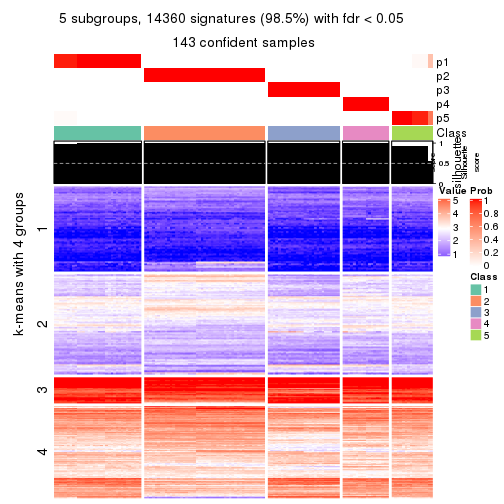 5 subgroups, 14360 signatures (98.5%) with fdr < 0.05
143 confident samples
p1
p2
p3
p4
p5
Class
1
0.5
0
silhouette
Silhouette
score
k-means with 4 groups
1
2
3
4
Value
5
4
3
2
1
Prob
1
0.8
0.6
0.4
0.2
0
Class
1
2
3
4
5